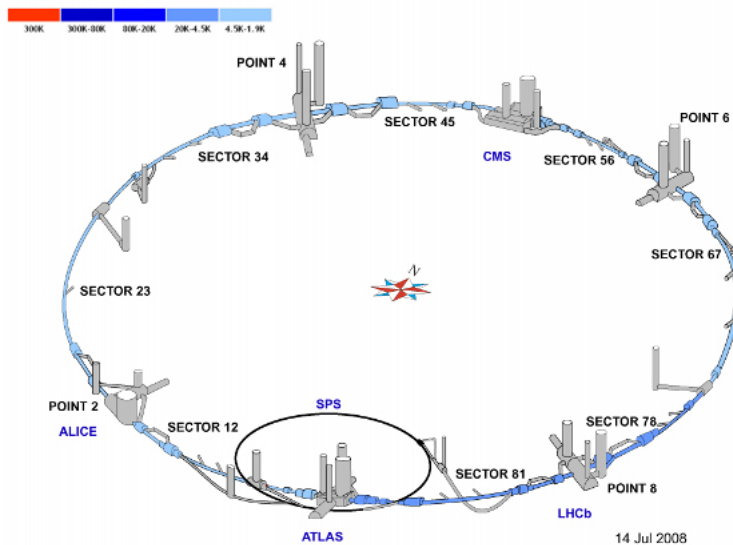 300K 300K-80K 80K-20K 20K-4.5K 4.5K-1.9K
POINT 4
SECTOR 45
POINT 6
CMS
SECTOR 56
SECTOR 34
SECTOR 67
N
SECTOR 23
SPS
POINT 2
SECTOR 12
SECTOR 78
ALICE
SECTOR 81
POINT 8
LHCb
ATLAS
14 Jul 2008